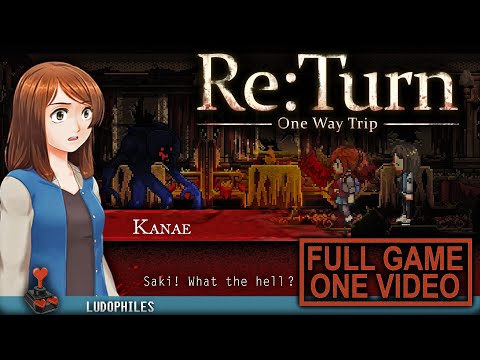 Re:Turn
One Way Trip
Kanae
Saki! What the hell?
FULL GAME
ONE VIDEO
LUDOPHILES